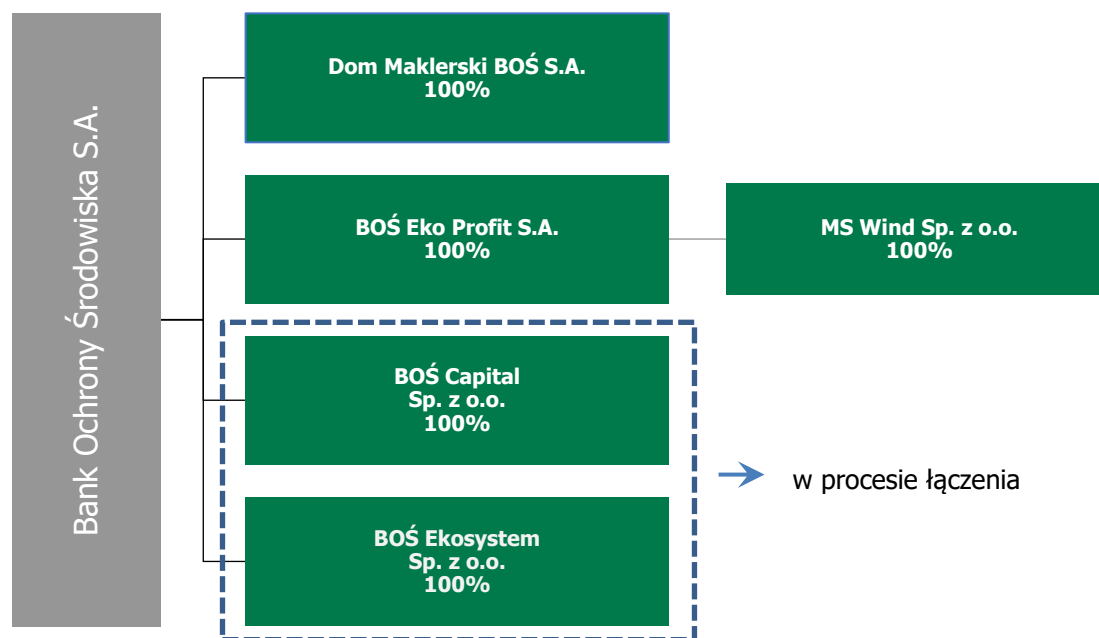 Bank Ochrony Środowiska S.A.
Dom Maklerski BOŚ S.A.
100%
BOŚ Eko Profit S.A.
100%
MS Wind Sp. z o.o.
100%
BOŚ Capital
Sp. z o.o.
100%
w procesie łączenia
BOŚ Ekosystem
Sp. z o.o.
100%